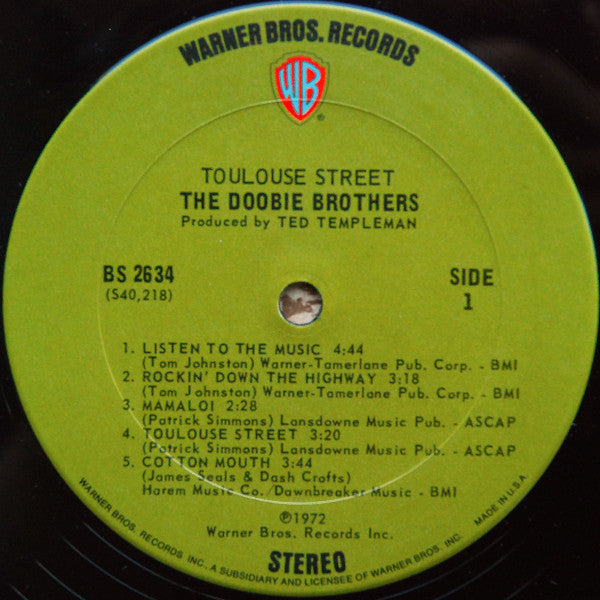 WARNER BROS. RECORDS
WB
®
TOULOUSE STREET
THE DOOBIE BROTHERS
Produced by TED TEMPLEMAN
BS 2634
(S40,218)
SIDE
1
1. LISTEN TO THE MUSIC 4:44
(Tom Johnston) Warner-Tamerlane Pub. Corp. - BMI
2. ROCKIN' DOWN THE HIGHWAY 3:18
(Tom Johnston) Warner-Tamerlane Pub. Corp. - BMI
3. MAMALOI 2:28
(Patrick Simmons) Lansdowne Music Pub. - ASCAP
4. TOULOUSE STREET 3:20
(Patrick Simmons) Lansdowne Music Pub. - ASCAP
5. COTTON MOUTH 3:44
(James Seals & Dash Crofts)
Harem Music Co./Dawnbreaker Music - BMI
℗1972
Warner Bros. Records Inc.
STEREO
WARNER BROS. RECORDS INC., A SUBSIDIARY AND LICENSEE OF WARNER BROS. INC. MADE IN U.S.A.